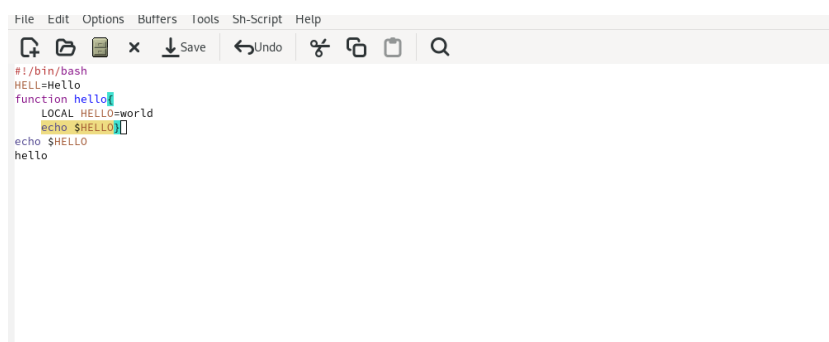 File Edit Options Buffers Tools Sh-Script Help
Save Undo
#!/bin/bash
HELL=Hello
function hello{
    LOCAL HELLO=world
    echo $HELLO}
echo $HELLO
hello